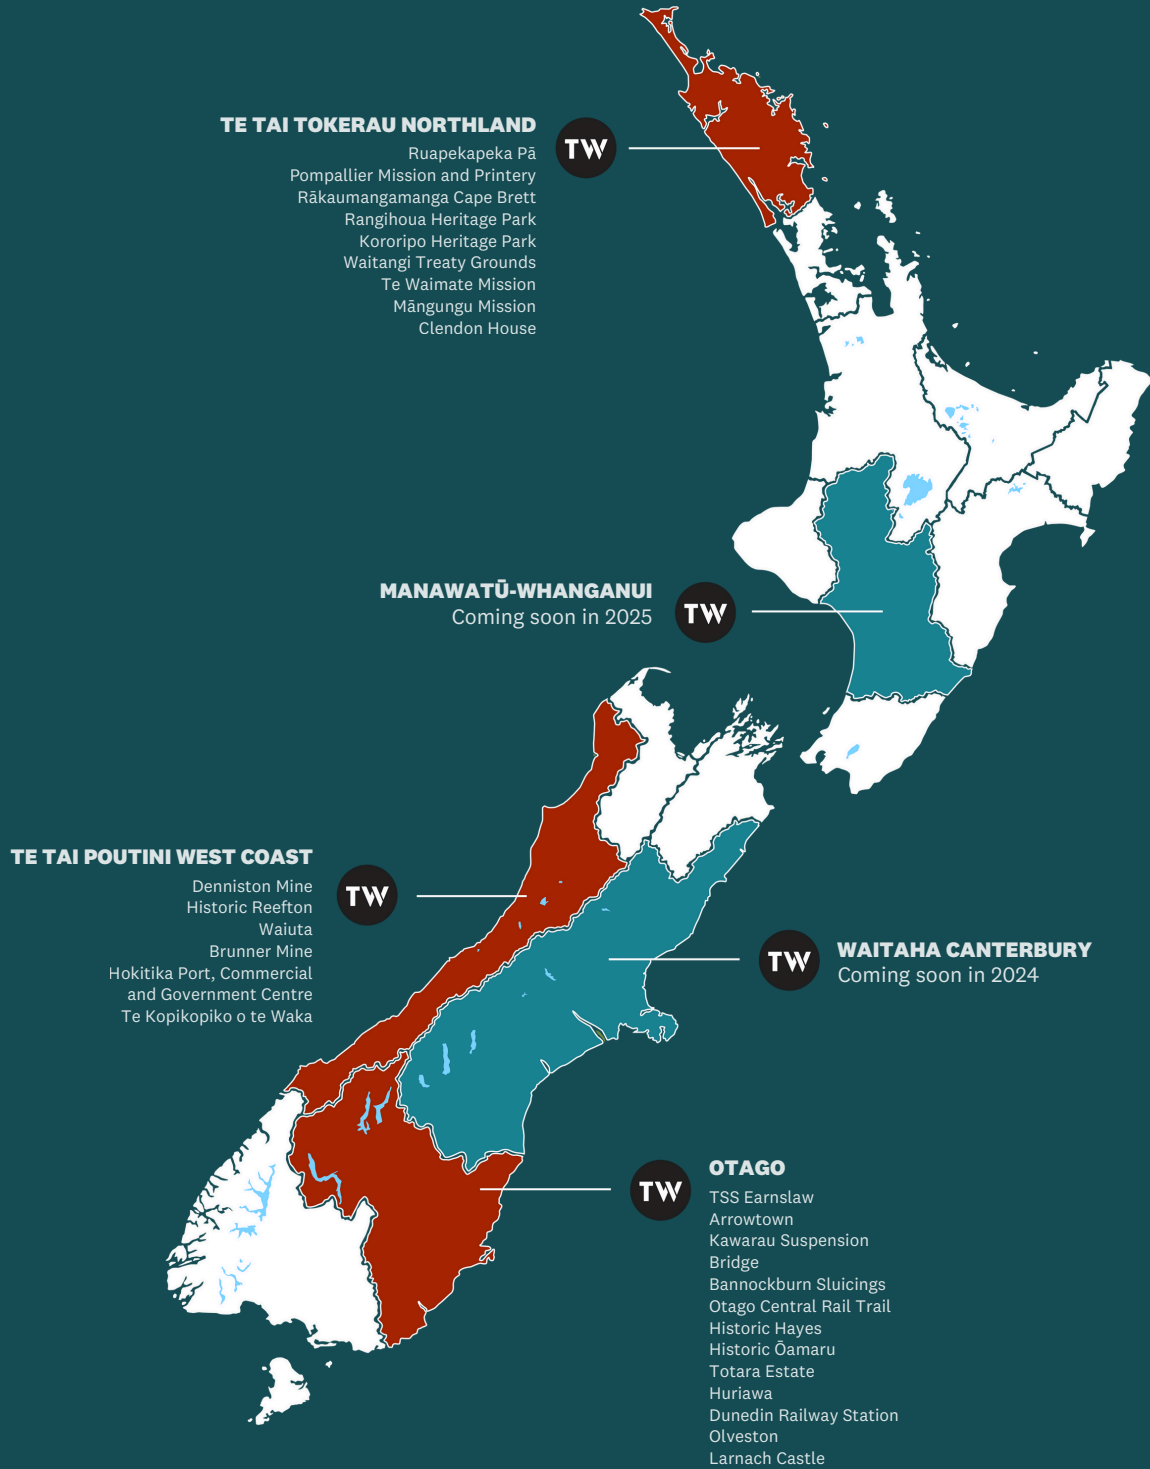 TE TAI TOKERAU NORTHLAND
Ruapekapeka Pā
Pompallier Mission and Printery
Rākaumangamanga Cape Brett
Rangihoua Heritage Park
Kororipo Heritage Park
Waitangi Treaty Grounds
Te Waimate Mission
Māngungu Mission
Clendon House
TW
MANAWATŪ-WHANGANUI
Coming soon in 2025
TW
TE TAI POUTINI WEST COAST
Denniston Mine
Historic Reefton
Waiuta
Brunner Mine
Hokitika Port, Commercial
and Government Centre
Te Kopikopiko o te Waka
TW
TW
WAITAHA CANTERBURY
Coming soon in 2024
TW
OTAGO
TSS Earnslaw
Arrowtown
Kawarau Suspension
Bridge
Bannockburn Sluicings
Otago Central Rail Trail
Historic Hayes
Historic Ōamaru
Totara Estate
Huriawa
Dunedin Railway Station
Olveston
Larnach Castle